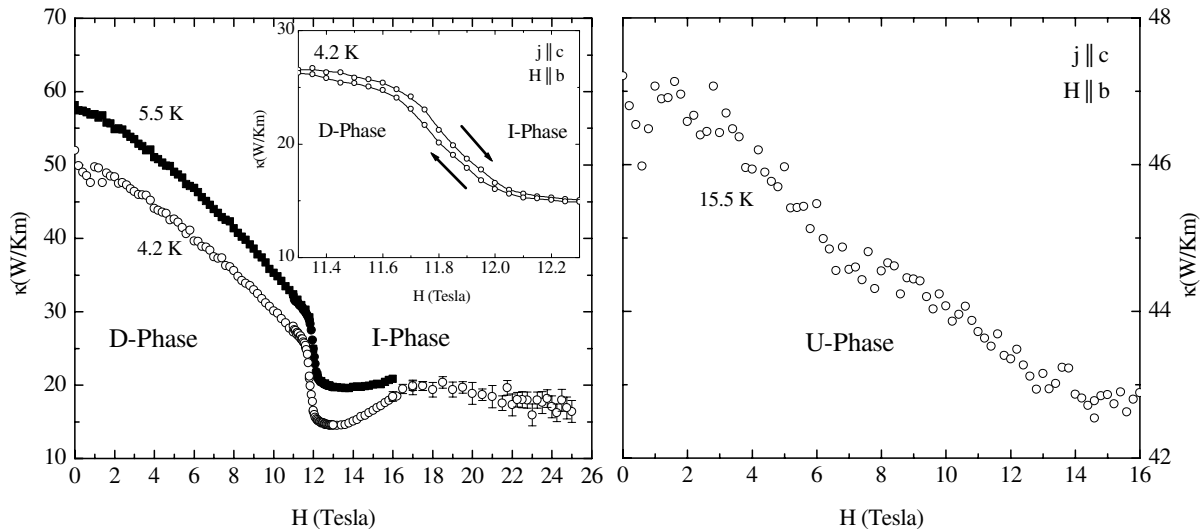 70
60
50
40
30
20
10
κ(W/Km)
0 2 4 6 8 10 12 14 16 18 20 22 24 26
H (Tesla)
5.5 K
4.2 K
D-Phase
I-Phase
30
20
10
κ(W/Km)
4.2 K
j || c
H || b
D-Phase
I-Phase
11.4 11.6 11.8 12.0 12.2
H (Tesla)
j || c
H || b
15.5 K
U-Phase
48
46
44
42
κ(W/Km)
0 2 4 6 8 10 12 14 16
H (Tesla)